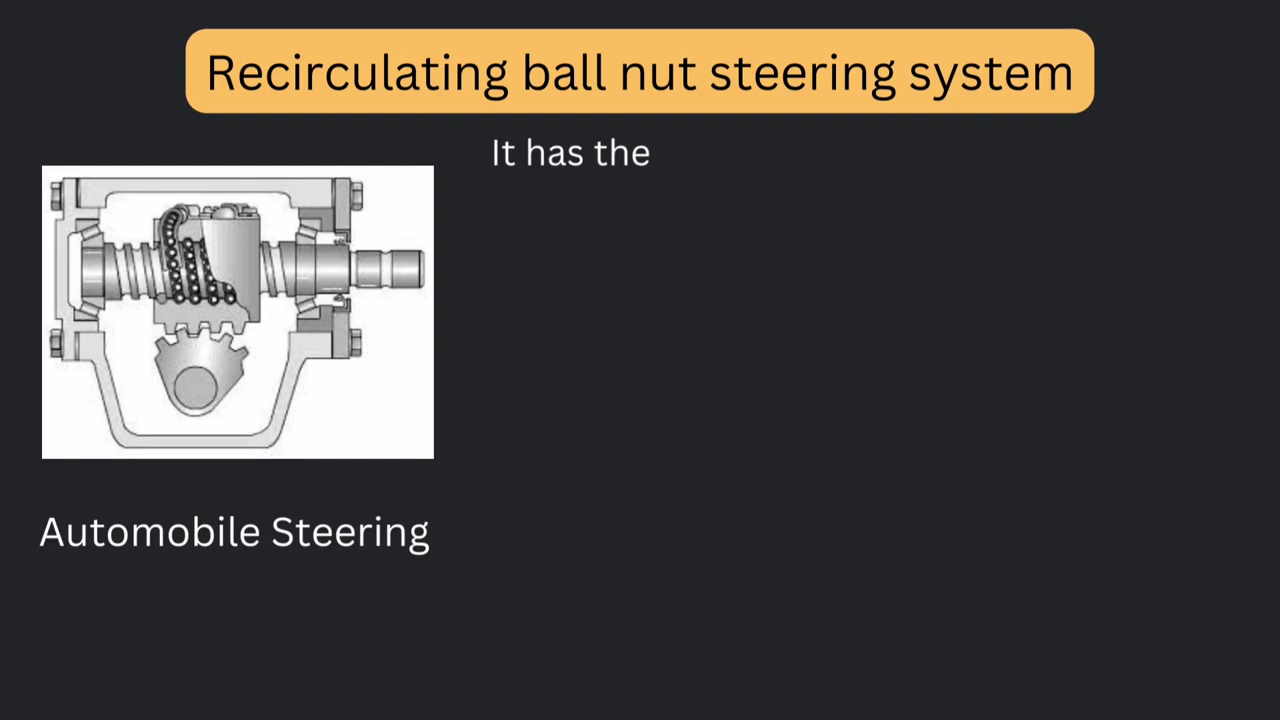 Recirculating ball nut steering system
It has the
Automobile Steering